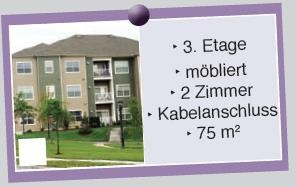 ‣ 3. Etage
‣ möbliert
‣ 2 Zimmer
‣ Kabelanschluss
‣ 75 m²